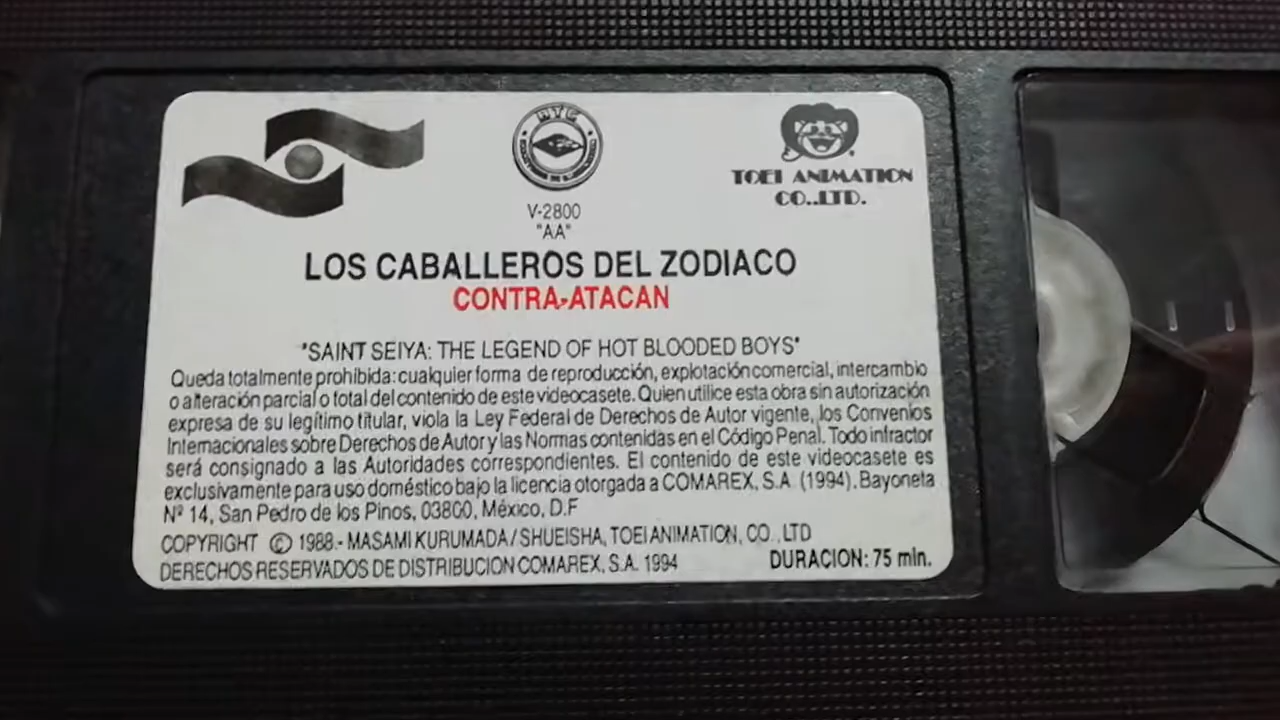 RTC
V-2800
"AA"
TOEI ANIMATION
CO.,LTD.
LOS CABALLEROS DEL ZODIACO
CONTRA-ATACAN
"SAINT SEIYA: THE LEGEND OF HOT BLOODED BOYS"
Queda totalmente prohibida: cualquier forma de reproducción, explotación comercial, intercambio
o alteración parcial o total del contenido de este videocasete. Quien utilice esta obra sin autorización
expresa de su legítimo titular, viola la Ley Federal de Derechos de Autor vigente, los Convenios
Internacionales sobre Derechos de Autor y las Normas contenidas en el Código Penal. Todo infractor
será consignado a las Autoridades correspondientes. El contenido de este videocasete es
exclusivamente para uso doméstico bajo la licencia otorgada a COMAREX, S.A (1994). Bayoneta
Nº 14, San Pedro de los Pinos, 03800, México, D.F
COPYRIGHT © 1988.- MASAMI KURUMADA / SHUEISHA, TOEI ANIMATION, CO., LTD
DERECHOS RESERVADOS DE DISTRIBUCION COMAREX, S.A. 1994
DURACION: 75 min.